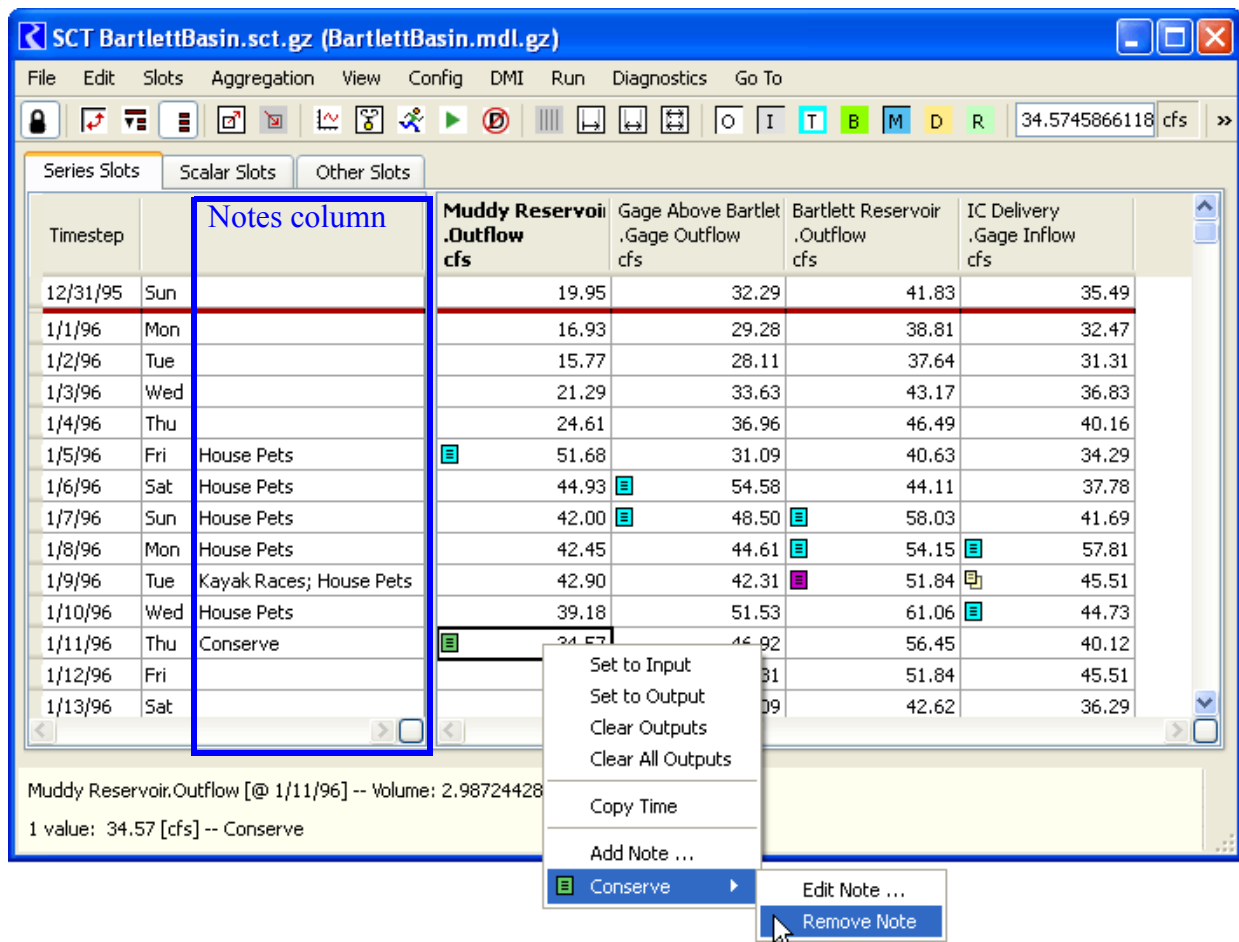 SCT BartlettBasin.sct.gz (BartlettBasin.mdl.gz)
File Edit Slots Aggregation View Config DMI Run Diagnostics Go To
O I T B M D R 34.5745866118 cfs »
Series Slots Scalar Slots Other Slots
Notes column
Timestep
Muddy Reservoir Gage Above Bartlet Bartlett Reservoir IC Delivery
.Outflow .Gage Outflow .Outflow .Gage Inflow
cfs cfs cfs cfs
12/31/95 Sun 19.95 32.29 41.83 35.49
1/1/96 Mon 16.93 29.28 38.81 32.47
1/2/96 Tue 15.77 28.11 37.64 31.31
1/3/96 Wed 21.29 33.63 43.17 36.83
1/4/96 Thu 24.61 36.96 46.49 40.16
1/5/96 Fri House Pets 51.68 31.09 40.63 34.29
1/6/96 Sat House Pets 44.93 54.58 44.11 37.78
1/7/96 Sun House Pets 42.00 48.50 58.03 41.69
1/8/96 Mon House Pets 42.45 44.61 54.15 57.81
1/9/96 Tue Kayak Races; House Pets 42.90 42.31 51.84 45.51
1/10/96 Wed House Pets 39.18 51.53 61.06 44.73
1/11/96 Thu Conserve 34.57 46.92 56.45 40.12
1/12/96 Fri 31 51.84 45.51
1/13/96 Sat 09 42.62 36.29
Set to Input
Set to Output
Clear Outputs
Clear All Outputs
Copy Time
Add Note ...
Conserve
Edit Note ...
Remove Note
Muddy Reservoir.Outflow [@ 1/11/96] -- Volume: 2.98724428
1 value: 34.57 [cfs] -- Conserve